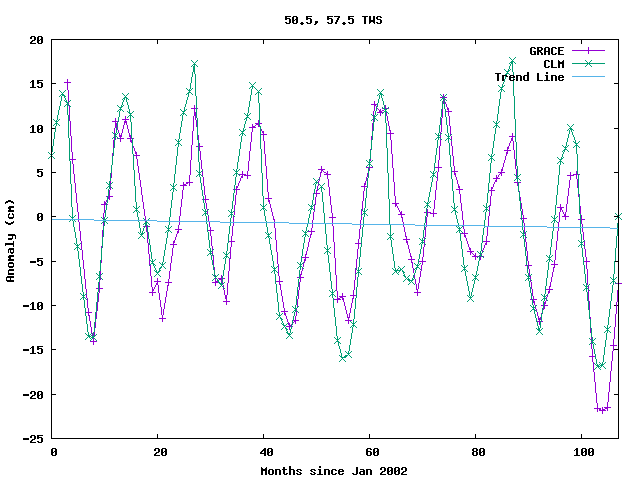 50.5, 57.5 TWS
GRACE
CLM
Trend Line
20
15
10
5
0
-5
-10
-15
-20
-25
Anomaly (cm)
0 20 40 60 80 100
Months since Jan 2002